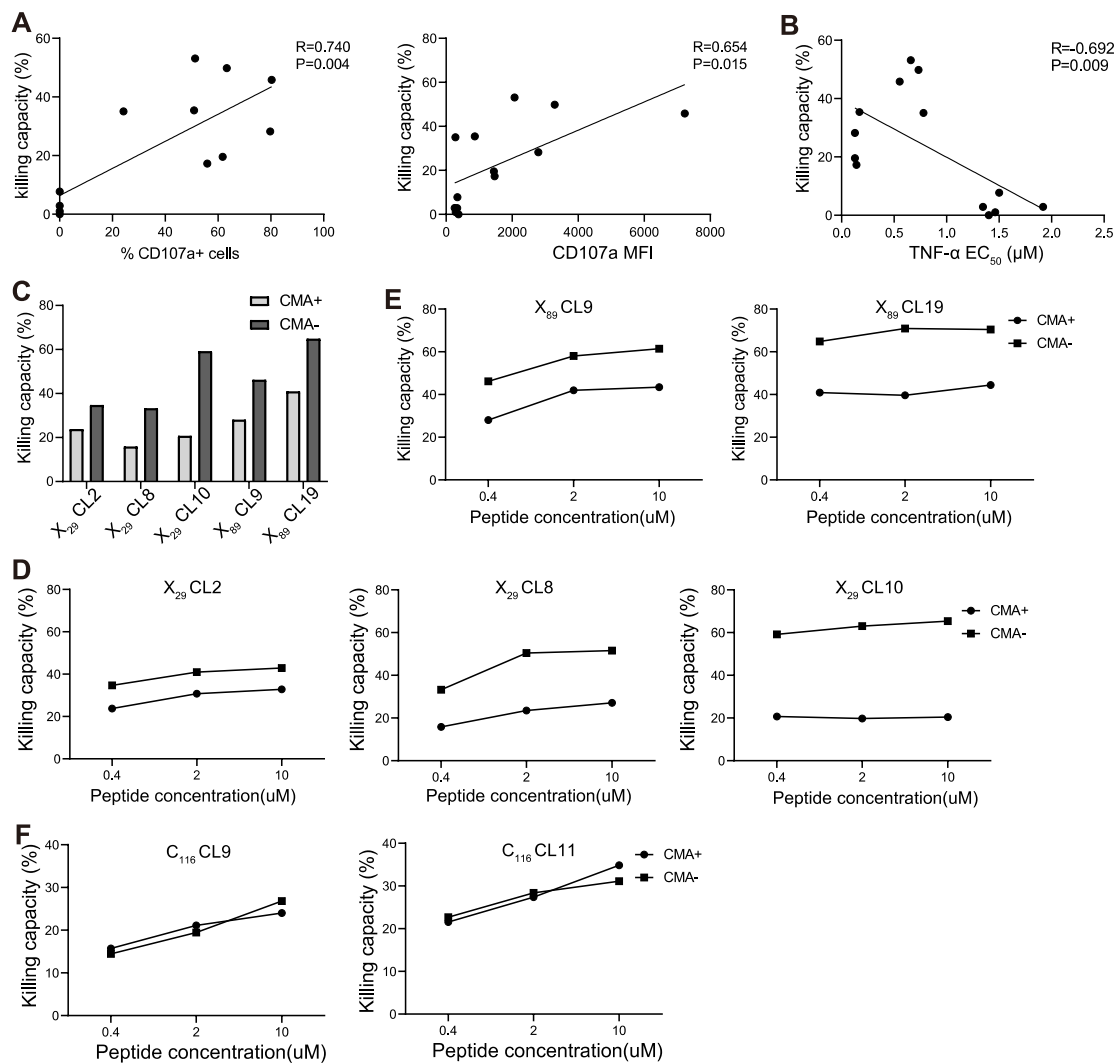 A
R=0.740
P=0.004
killing capacity (%)
60
40
20
0
0 20 40 60 80 100
% CD107a+ cells
R=0.654
P=0.015
Killing capacity (%)
80
60
40
20
0
0 2000 4000 6000 8000
CD107a MFI
B
R=-0.692
P=0.009
Killing capacity (%)
60
40
20
0
0.0 0.5 1.0 1.5 2.0 2.5
TNF-α EC₅₀ (μM)
C
CMA+
CMA-
Killing capacity (%)
80
60
40
20
0
X₂₉ CL2
X₂₉ CL8
X₂₉ CL10
X₈₉ CL9
X₈₉ CL19
E
X₈₉ CL9
Killing capacity (%)
80
60
40
20
0
0.4 2 10
Peptide concentration(uM)
X₈₉ CL19
CMA+
CMA-
Killing capacity (%)
80
60
40
20
0
0.4 2 10
Peptide concentration(uM)
D
X₂₉ CL2
Killing capacity (%)
80
60
40
20
0
0.4 2 10
Peptide concentration(uM)
X₂₉ CL8
Killing capacity (%)
80
60
40
20
0
0.4 2 10
Peptide concentration(uM)
X₂₉ CL10
CMA+
CMA-
Killing capacity (%)
80
60
40
20
0
0.4 2 10
Peptide concentration(uM)
F
C₁₁₆ CL9
Killing capacity (%)
40
30
20
10
0
0.4 2 10
Peptide concentration(uM)
C₁₁₆ CL11
CMA+
CMA-
Killing capacity (%)
40
30
20
10
0
0.4 2 10
Peptide concentration(uM)